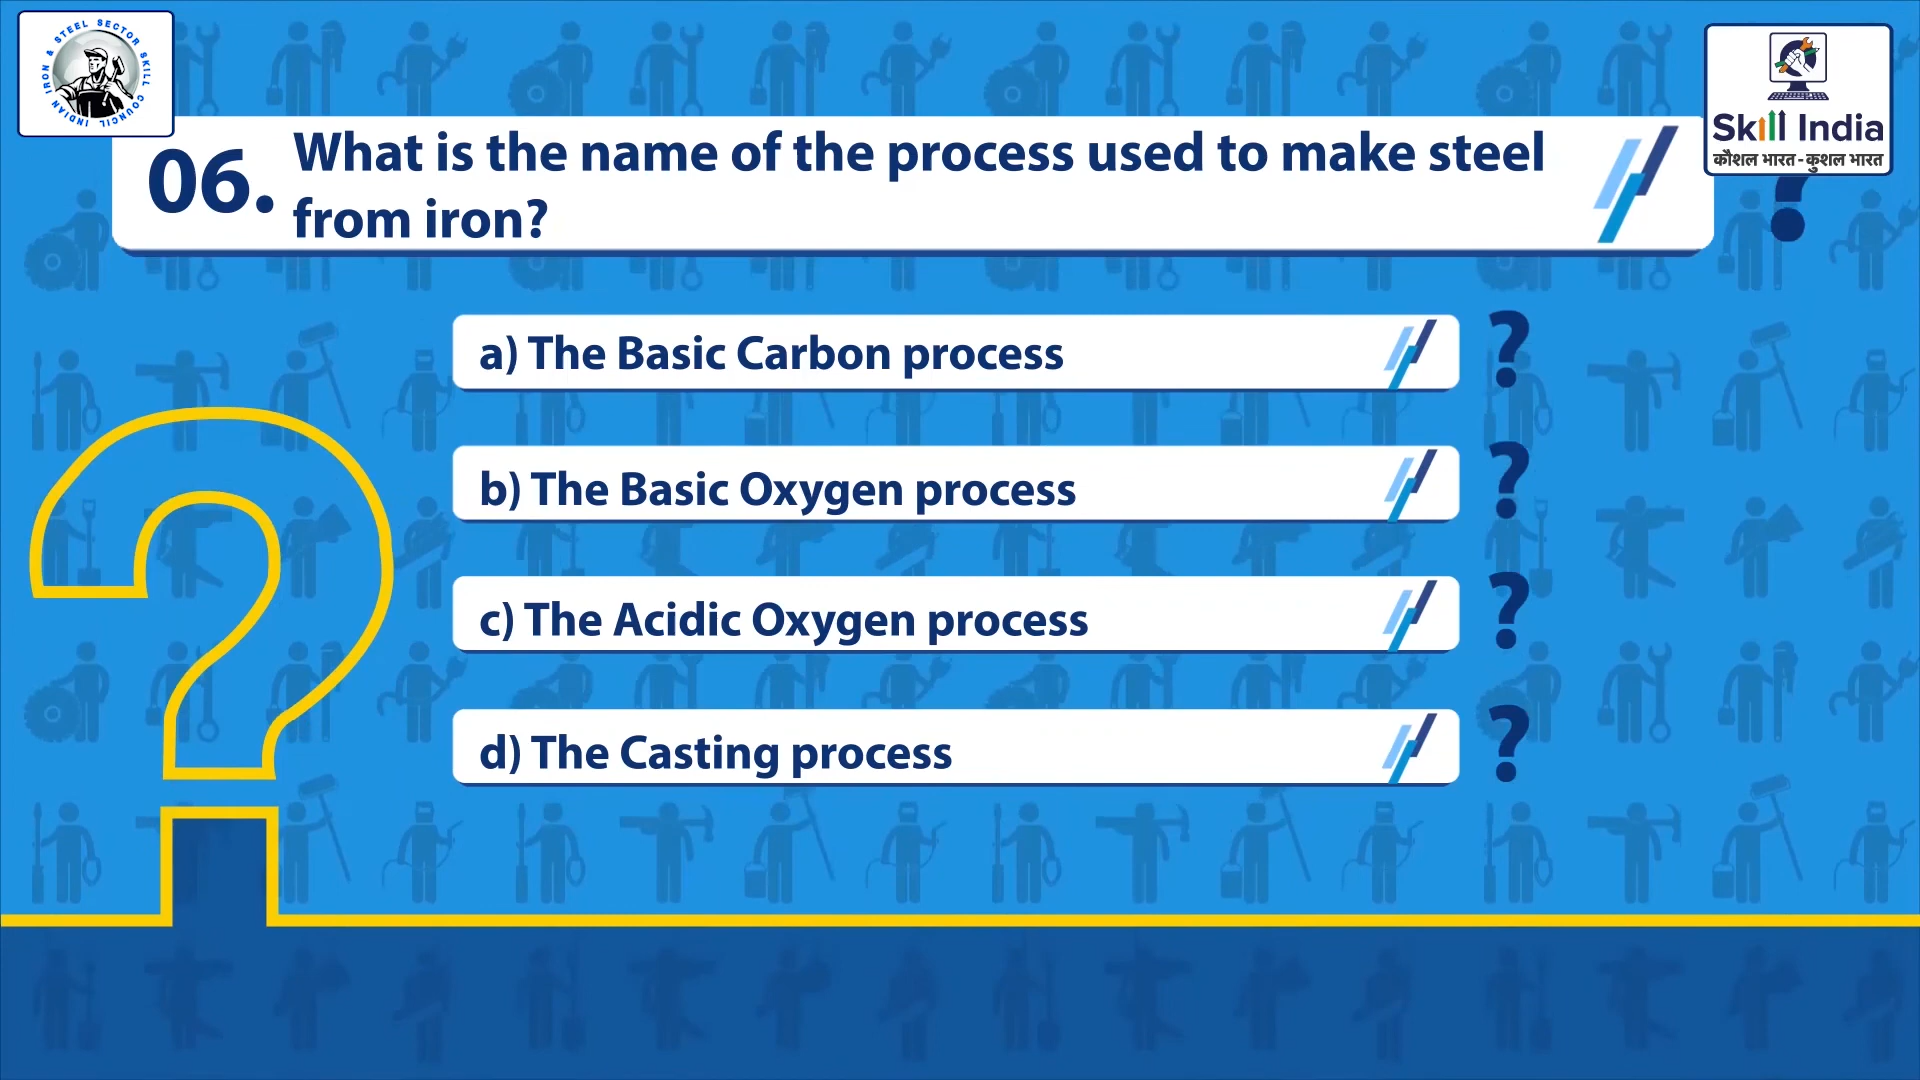 INDIAN IRON & STEEL SECTOR SKILL COUNCIL
Skill India
कौशल भारत - कुशल भारत
06. What is the name of the process used to make steel
from iron?
?
a) The Basic Carbon process
?
b) The Basic Oxygen process
?
c) The Acidic Oxygen process
?
d) The Casting process
?
?